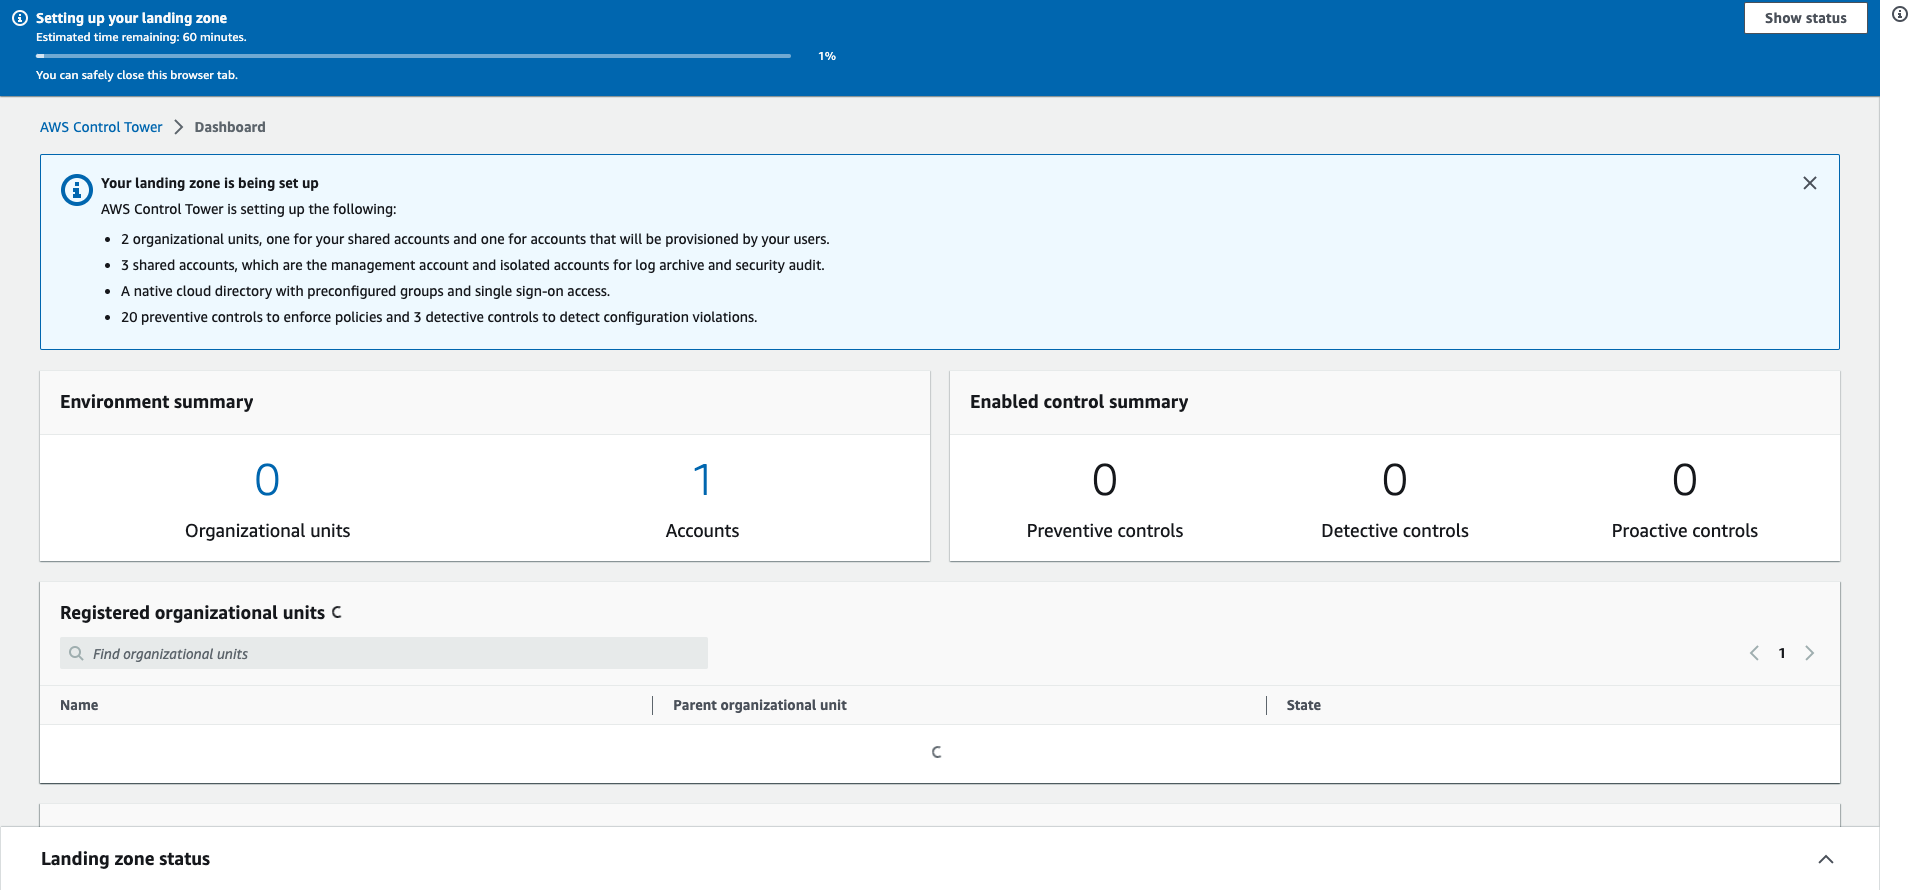 Setting up your landing zone
Show status
Estimated time remaining: 60 minutes.
1%
You can safely close this browser tab.
AWS Control Tower
Dashboard
Your landing zone is being set up
AWS Control Tower is setting up the following:
• 2 organizational units, one for your shared accounts and one for accounts that will be provisioned by your users.
• 3 shared accounts, which are the management account and isolated accounts for log archive and security audit.
• A native cloud directory with preconfigured groups and single sign-on access.
• 20 preventive controls to enforce policies and 3 detective controls to detect configuration violations.
Environment summary
0
Organizational units
1
Accounts
Enabled control summary
0
Preventive controls
0
Detective controls
0
Proactive controls
Registered organizational units
Find organizational units
1
Name
Parent organizational unit
State
Landing zone status